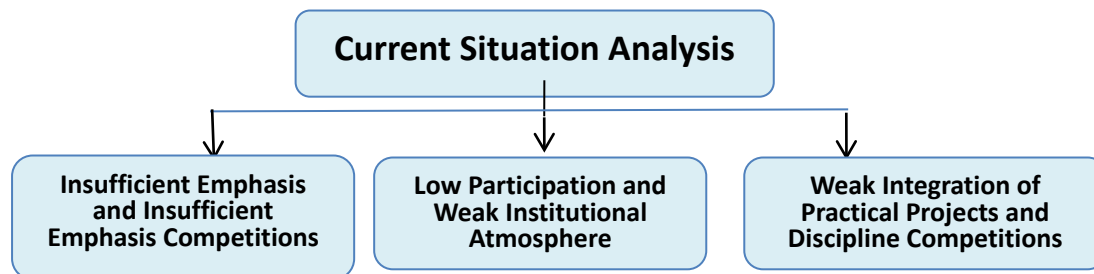 Current Situation Analysis
Insufficient Emphasis
and Insufficient
Emphasis Competitions
Low Participation and
Weak Institutional
Atmosphere
Weak Integration of
Practical Projects and
Discipline Competitions